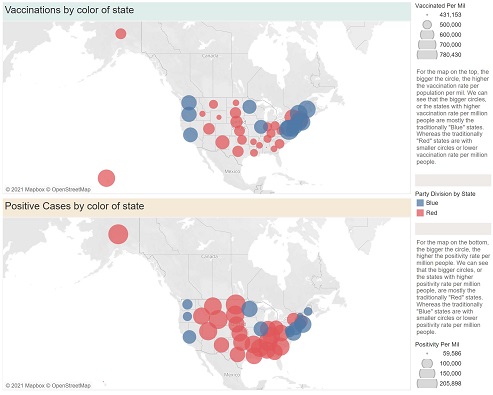 Vaccinations by color of state
Canada
Mexico
© 2021 Mapbox © OpenStreetMap
Positive Cases by color of state
Canada
Mexico
© 2021 Mapbox © OpenStreetMap
Vaccinated Per Mil
431,153
500,000
600,000
700,000
780,430
For the map on the top,
the bigger the circle, the
higher the vaccination
rate per population per
mil. We can see that the
bigger circles, or the
states with higher
vaccination rate per
million people are mostly
the traditionally "Blue"
states. Whereas the
traditionally "Red"
states are with smaller
circles or lower
vaccination rate per
million people.
Party Division by State
Blue
Red
For the map on the
bottom, the bigger the
circle, the higher the
positivity rate per
million people. We can
see that the bigger
circles, or the states
with higher positivity
rate per million people,
are mostly the
traditionally "Red"
states. Whereas the
traditionally "Blue"
states are with smaller
circles or lower
positivity rate per
million people.
Positivity Per Mil
59,586
100,000
150,000
205,898